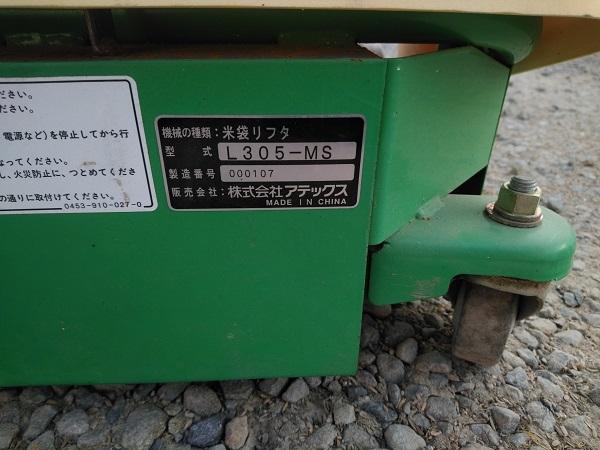 ださい。
ださい。
電源など)を停止してから行
なってください。
し、火災防止に、つとめてくださ
の通りに取付けてください。
0453-910-027-0
機械の種類：米袋リフタ
型 式 L305-MS
製造番号 000107
販売会社：株式会社アテックス
MADE IN CHINA